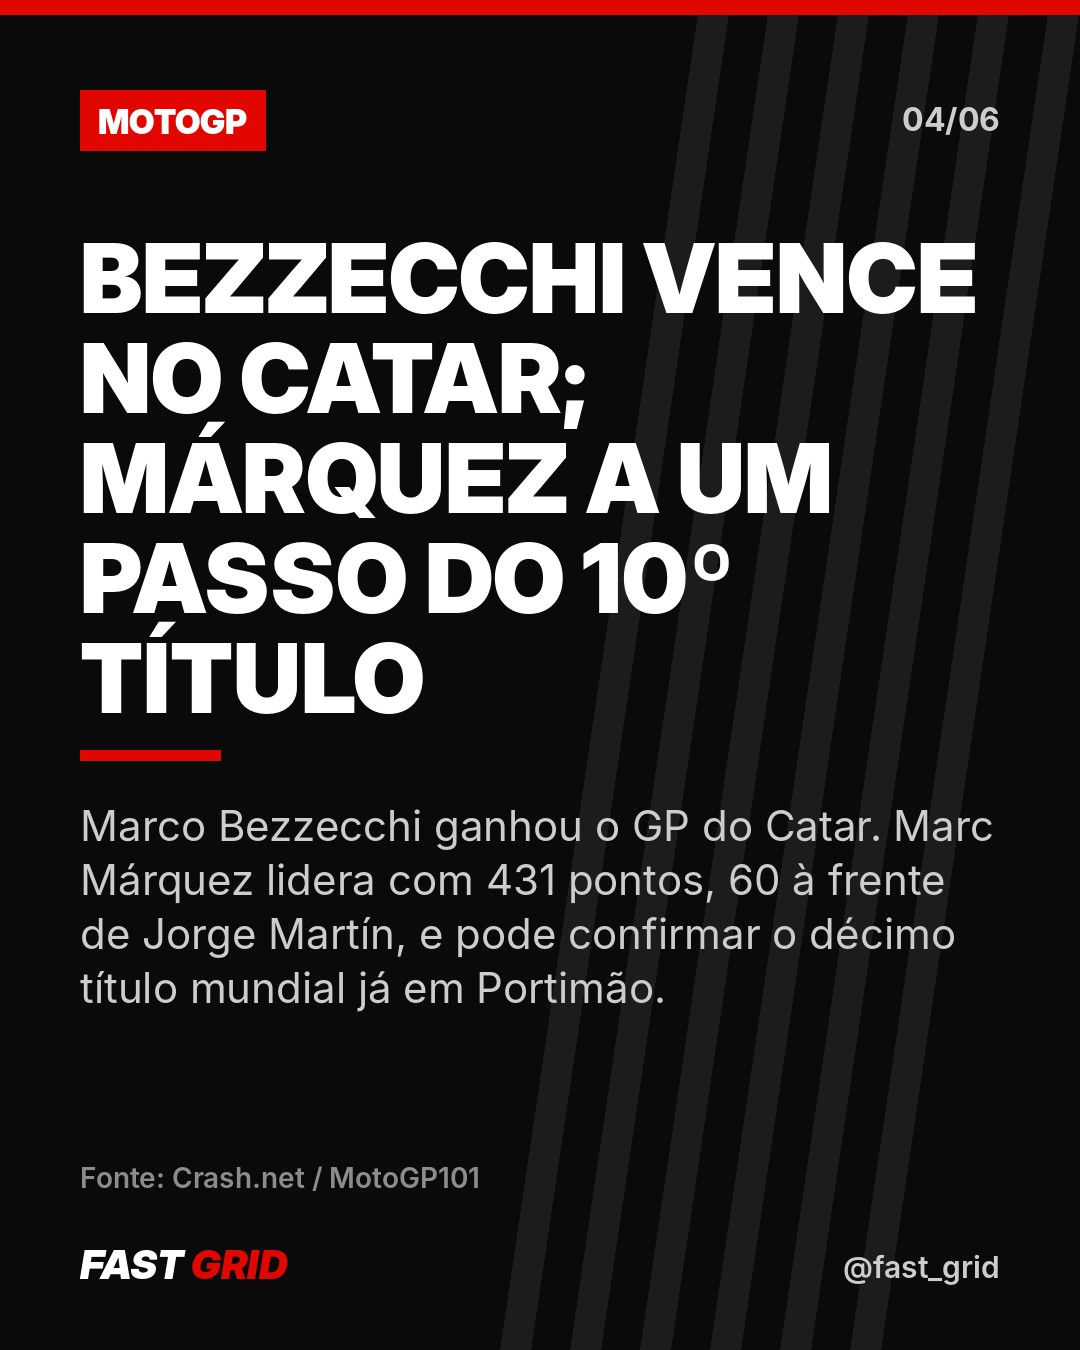 MOTOGP
04/06
BEZZECCHI VENCE
NO CATAR;
MÁRQUEZ A UM
PASSO DO 10º
TÍTULO
Marco Bezzecchi ganhou o GP do Catar. Marc
Márquez lidera com 431 pontos, 60 à frente
de Jorge Martín, e pode confirmar o décimo
título mundial já em Portimão.
Fonte: Crash.net / MotoGP101
FAST GRID
@fast_grid